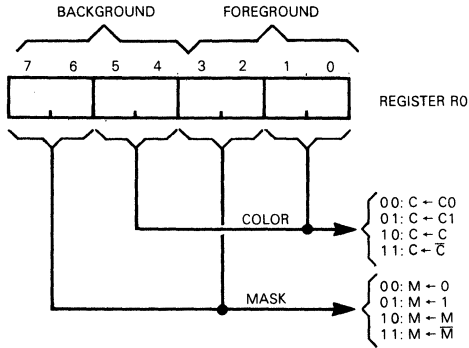 BACKGROUND FOREGROUND
7 6 5 4 3 2 1 0
REGISTER R0
COLOR
00: C ← C0
01: C ← C1
10: C ← C
11: C ← C̅
MASK
00: M ← 0
01: M ← 1
10: M ← M
11: M ← M̅